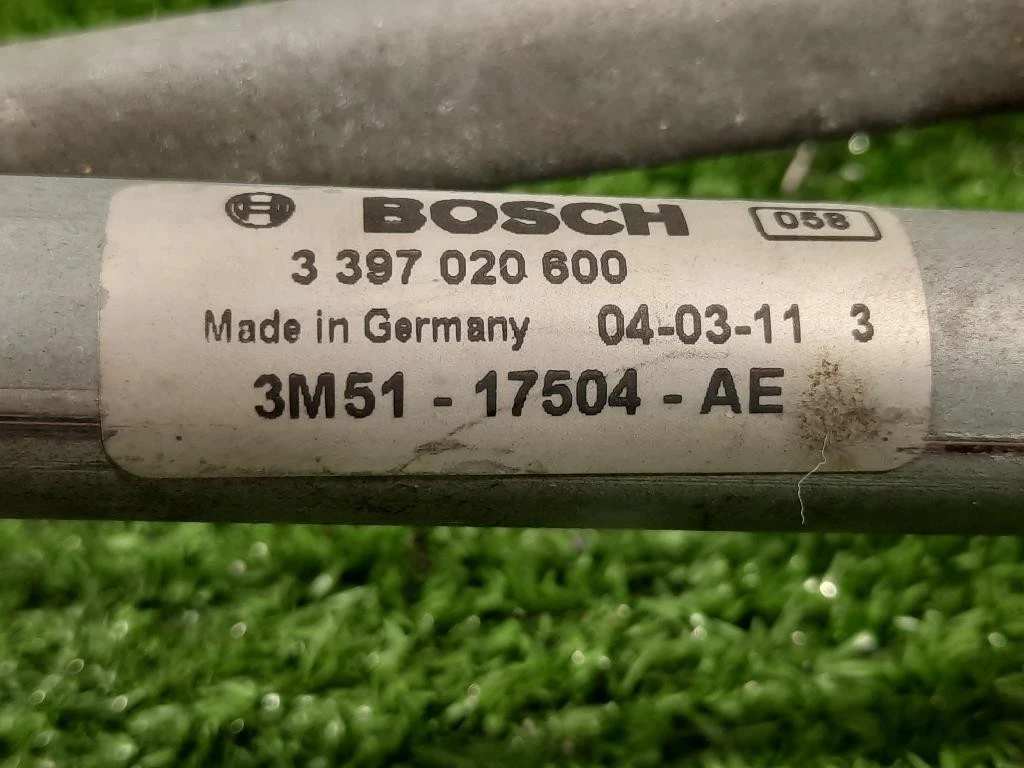 BOSCH 058
3 397 020 600
Made in Germany 04-03-11 3
3M51 - 17504 - AE